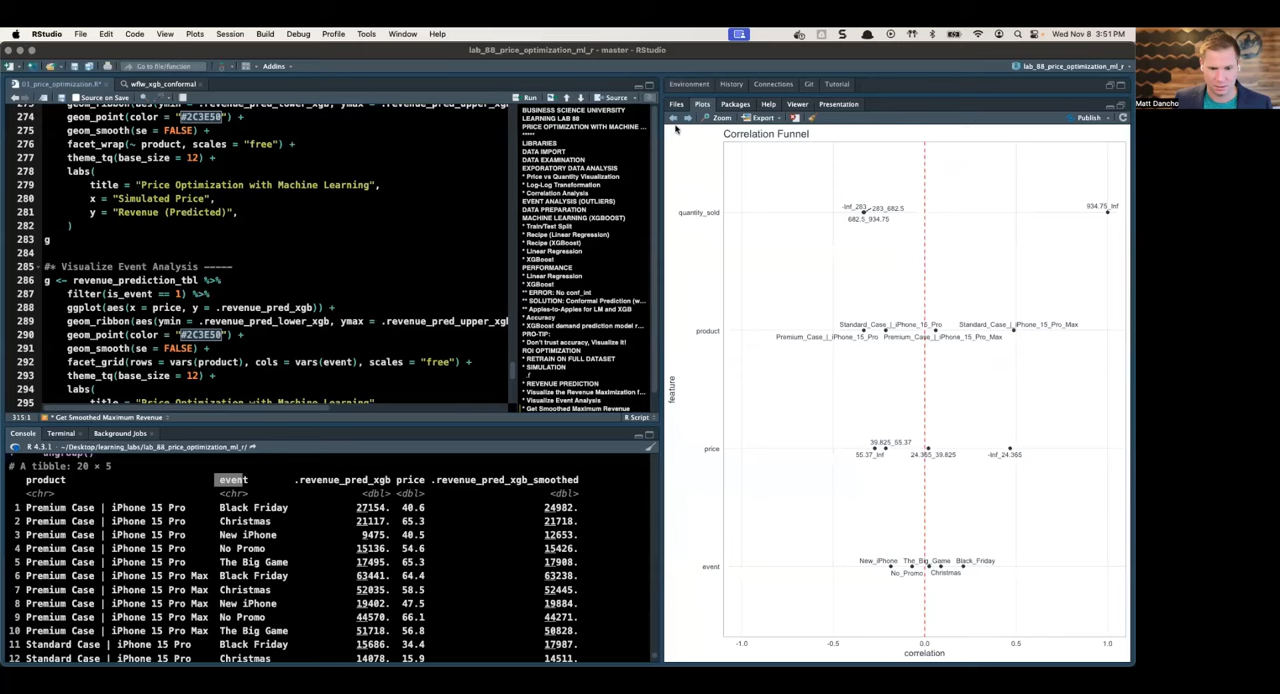 RStudio File Edit Code View Plots Session Build Debug Profile Tools Window Help
Wed Nov 8 3:51PM
lab_88_price_optimization_ml_r - master - RStudio
Go to file/function
Addins
lab_88_price_optimization_ml_r
01_price_optimization.R*
wflw_xgb_conformal
Source on Save
Run
Source
274 geom_point(color = "#2C3E50") +
275 geom_smooth(se = FALSE) +
276 facet_wrap(~ product, scales = "free") +
277 theme_tq(base_size = 12) +
278 labs(
279 title = "Price Optimization with Machine Learning",
280 x = "Simulated Price",
281 y = "Revenue (Predicted)",
282 )
283 g
284
285 #* Visualize Event Analysis -----
286 g <- revenue_prediction_tbl %>%
287 filter(is_event == 1) %>%
288 ggplot(aes(x = price, y = .revenue_pred_xgb)) +
289 geom_ribbon(aes(ymin = .revenue_pred_lower_xgb, ymax = .revenue_pred_upper_xgb
290 geom_point(color = "#2C3E50") +
291 geom_smooth(se = FALSE) +
292 facet_grid(rows = vars(product), cols = vars(event), scales = "free") +
293 theme_tq(base_size = 12) +
294 labs(
295
315:1
* Get Smoothed Maximum Revenue
R Script
BUSINESS SCIENCE UNIVERSITY
LEARNING LAB 88
PRICE OPTIMIZATION WITH MACHINE ...
*****
LIBRARIES
DATA IMPORT
DATA EXAMINATION
EXPORATORY DATA ANALYSIS
* Price vs Quantity Visualization
* Log-Log Transformation
* Correlation Analysis
EVENT ANALYSIS (OUTLIERS)
DATA PREPARATION
MACHINE LEARNING (XGBOOST)
* Train/Test Split
* Recipe (Linear Regression)
* Recipe (XGBoost)
* Linear Regression
* XGBoost
PERFORMANCE
* Linear Regression
* XGBoost
** ERROR: No conf_int
** SOLUTION: Conformal Prediction (w...
** Apples-to-Apples for LM and XGB
* Accuracy
* XGBoost demand prediction model r...
PRO-TIP:
* Don't trust accuracy, Visualize it!
ROI OPTIMIZATION
* RETRAIN ON FULL DATASET
* SIMULATION
.f
* REVENUE PREDICTION
* Visualize the Revenue Maximization f...
* Visualize Event Analysis
* Get Smoothed Maximum Revenue
Console Terminal Background Jobs
R 4.3.1 · ~/Desktop/learning_labs/lab_88_price_optimization_ml_r/
# A tibble: 20 × 5
product event .revenue_pred_xgb price .revenue_pred_xgb_smoothed
<chr> <chr> <dbl> <dbl> <dbl>
1 Premium Case | iPhone 15 Pro Black Friday 27154. 40.6 24982.
2 Premium Case | iPhone 15 Pro Christmas 21117. 65.3 21718.
3 Premium Case | iPhone 15 Pro New iPhone 9475. 40.5 12653.
4 Premium Case | iPhone 15 Pro No Promo 15136. 54.6 15426.
5 Premium Case | iPhone 15 Pro The Big Game 17495. 65.3 17908.
6 Premium Case | iPhone 15 Pro Max Black Friday 63441. 64.4 63238.
7 Premium Case | iPhone 15 Pro Max Christmas 52035. 58.5 52445.
8 Premium Case | iPhone 15 Pro Max New iPhone 19402. 47.5 19884.
9 Premium Case | iPhone 15 Pro Max No Promo 44570. 66.1 44271.
10 Premium Case | iPhone 15 Pro Max The Big Game 51718. 56.8 50828.
11 Standard Case | iPhone 15 Pro Black Friday 15686. 34.4 17987.
12 Standard Case | iPhone 15 Pro Christmas 14078. 15.9 14511.
Environment History Connections Git Tutorial
Files Plots Packages Help Viewer Presentation
Zoom Export Publish
Correlation Funnel
feature
quantity_sold
-Inf_283 283_682.5 934.75_Inf
682.5_934.75
product
Standard_Case_|_iPhone_15_Pro Standard_Case_|_iPhone_15_Pro_Max
Premium_Case_|_iPhone_15_Pro Premium_Case_|_iPhone_15_Pro_Max
price
39.825_55.37
55.37_Inf 24.365_39.825 -Inf_24.365
event
New_iPhone The_Big_Game Black_Friday
No_Promo Christmas
-1.0 -0.5 0.0 0.5 1.0
correlation
Matt Dancho